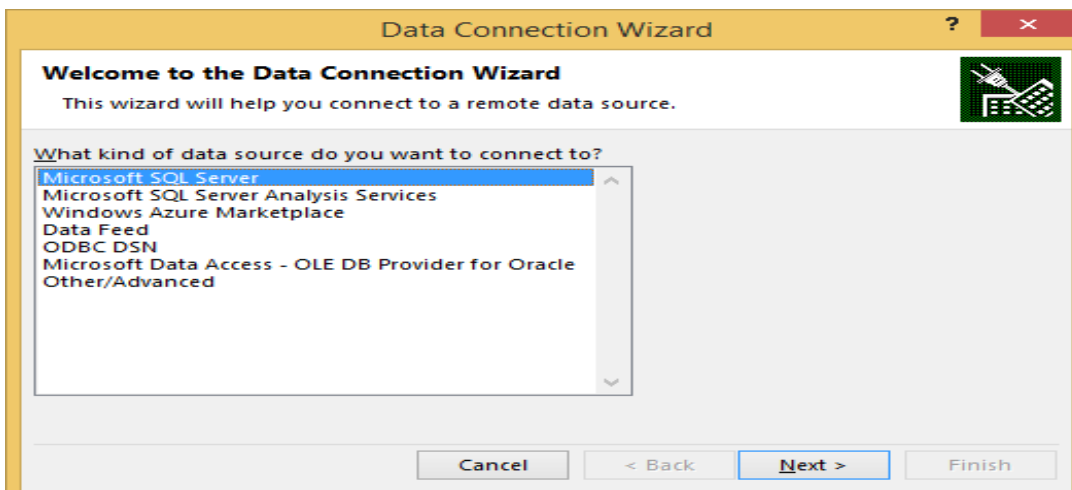 Data Connection Wizard
?
Welcome to the Data Connection Wizard
This wizard will help you connect to a remote data source.
What kind of data source do you want to connect to?
Microsoft SQL Server
Microsoft SQL Server Analysis Services
Windows Azure Marketplace
Data Feed
ODBC DSN
Microsoft Data Access - OLE DB Provider for Oracle
Other/Advanced
Cancel < Back Next > Finish